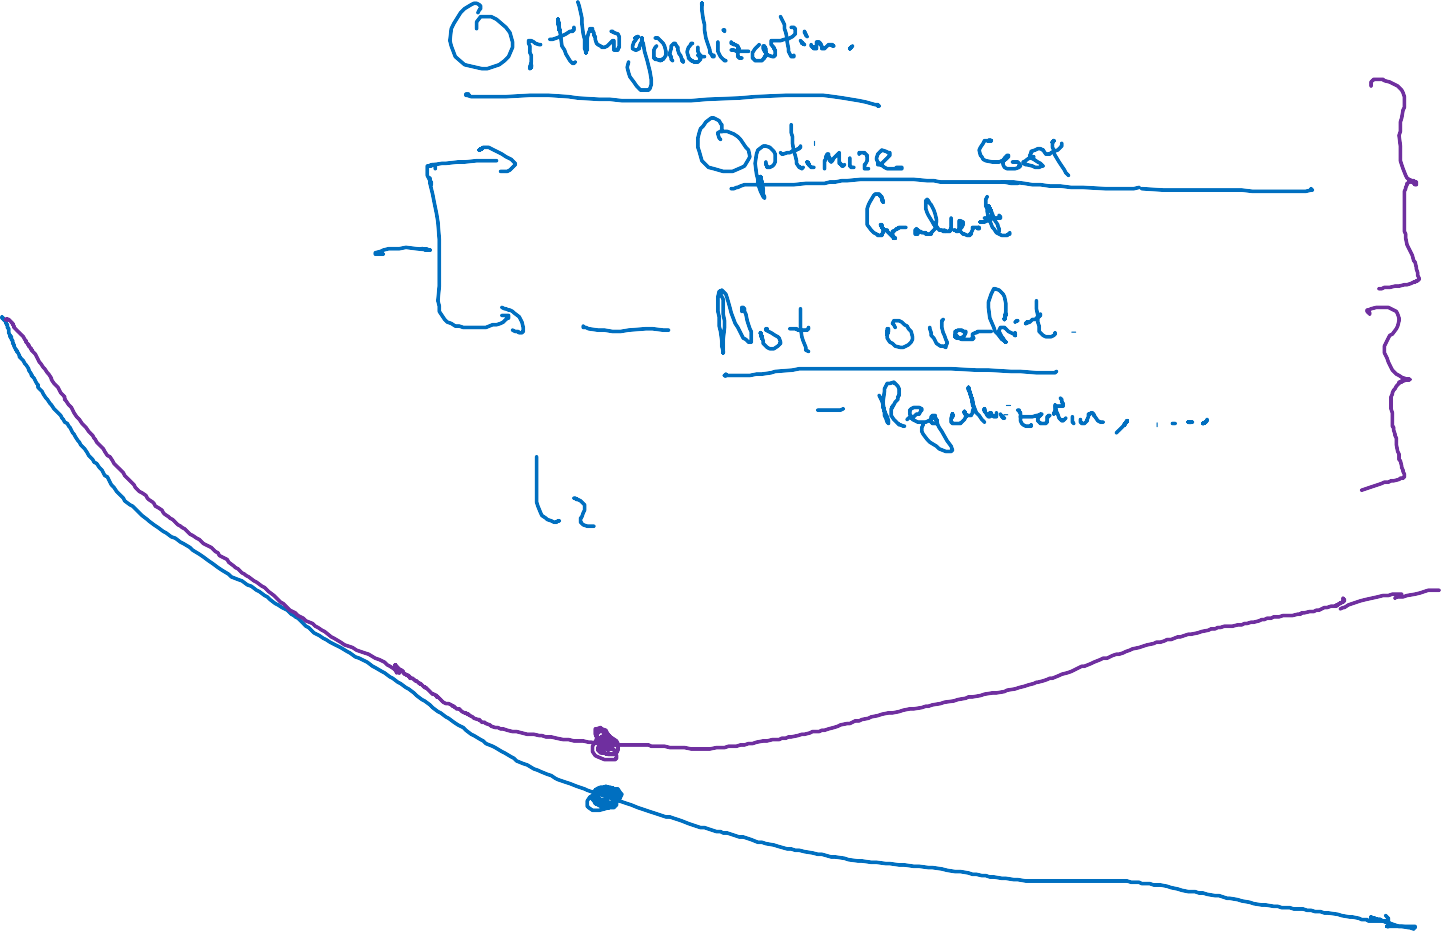 Orthogonalization.
Optimize cost
Gradient
— Not overfit.
- Regularization, .....
L2